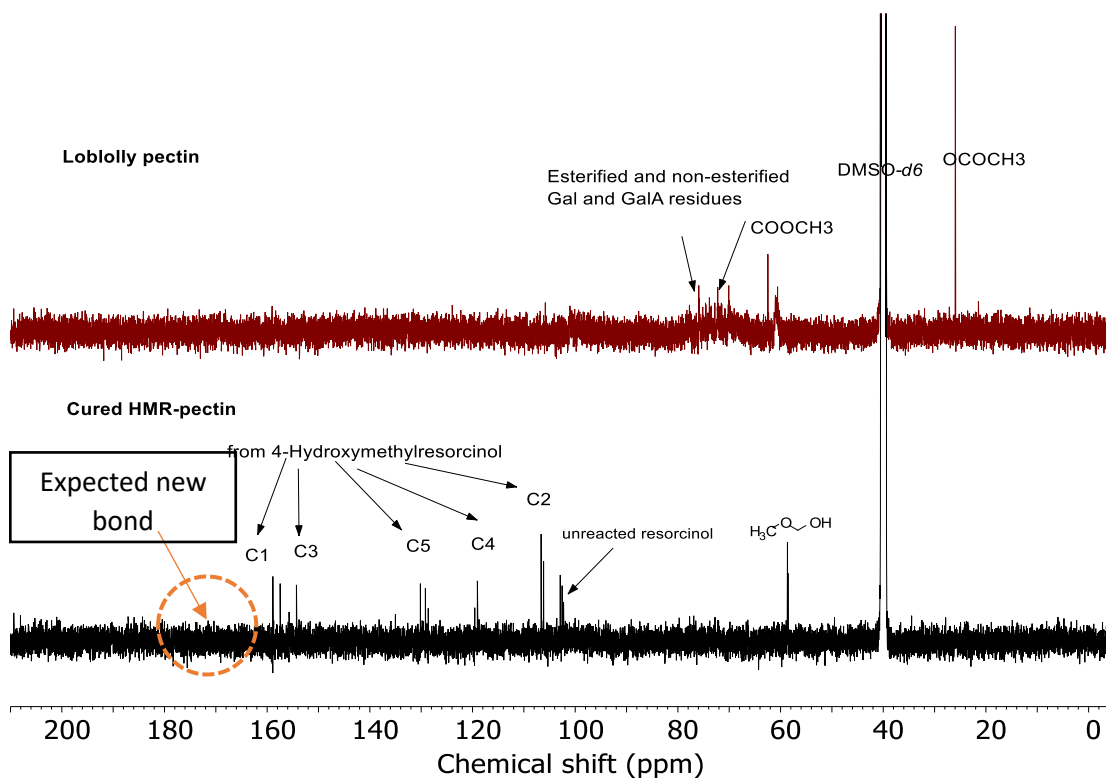 Loblolly pectin
Esterified and non-esterified
Gal and GalA residues
COOCH3
DMSO-d6
OCOCH3
Cured HMR-pectin
Expected new
bond
from 4-Hydroxymethylresorcinol
C1
C3
C5
C4
C2
unreacted resorcinol
H3C O OH
200 180 160 140 120 100 80 60 40 20 0
Chemical shift (ppm)